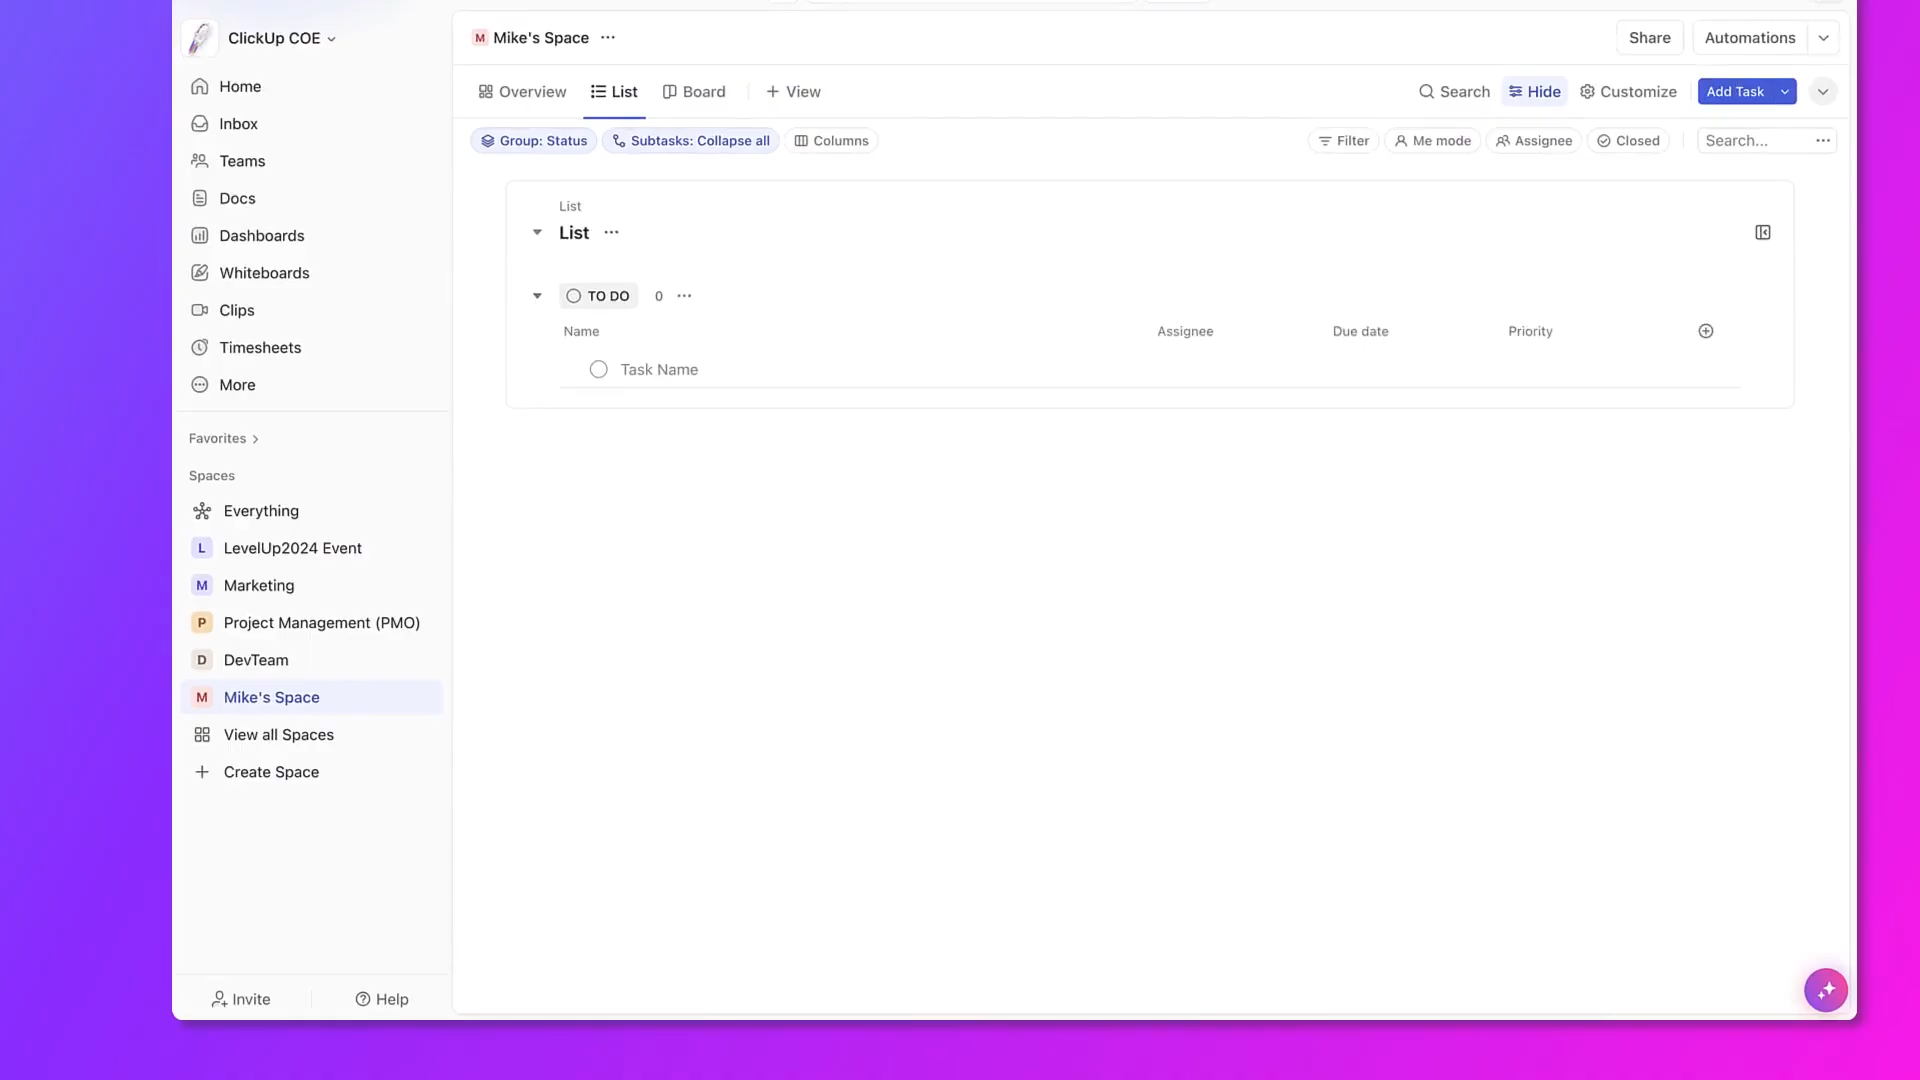 ClickUp COE
Home
Inbox
Teams
Docs
Dashboards
Whiteboards
Clips
Timesheets
More
Favorites
Spaces
Everything
L LevelUp2024 Event
M Marketing
P Project Management (PMO)
D DevTeam
M Mike's Space
View all Spaces
Create Space
Invite
Help
M Mike's Space ...
Share
Automations
Overview
List
Board
+ View
Search
Hide
Customize
Add Task
Group: Status
Subtasks: Collapse all
Columns
Filter
Me mode
Assignee
Closed
Search...
List
List ...
TO DO 0 ...
Name Assignee Due date Priority
Task Name